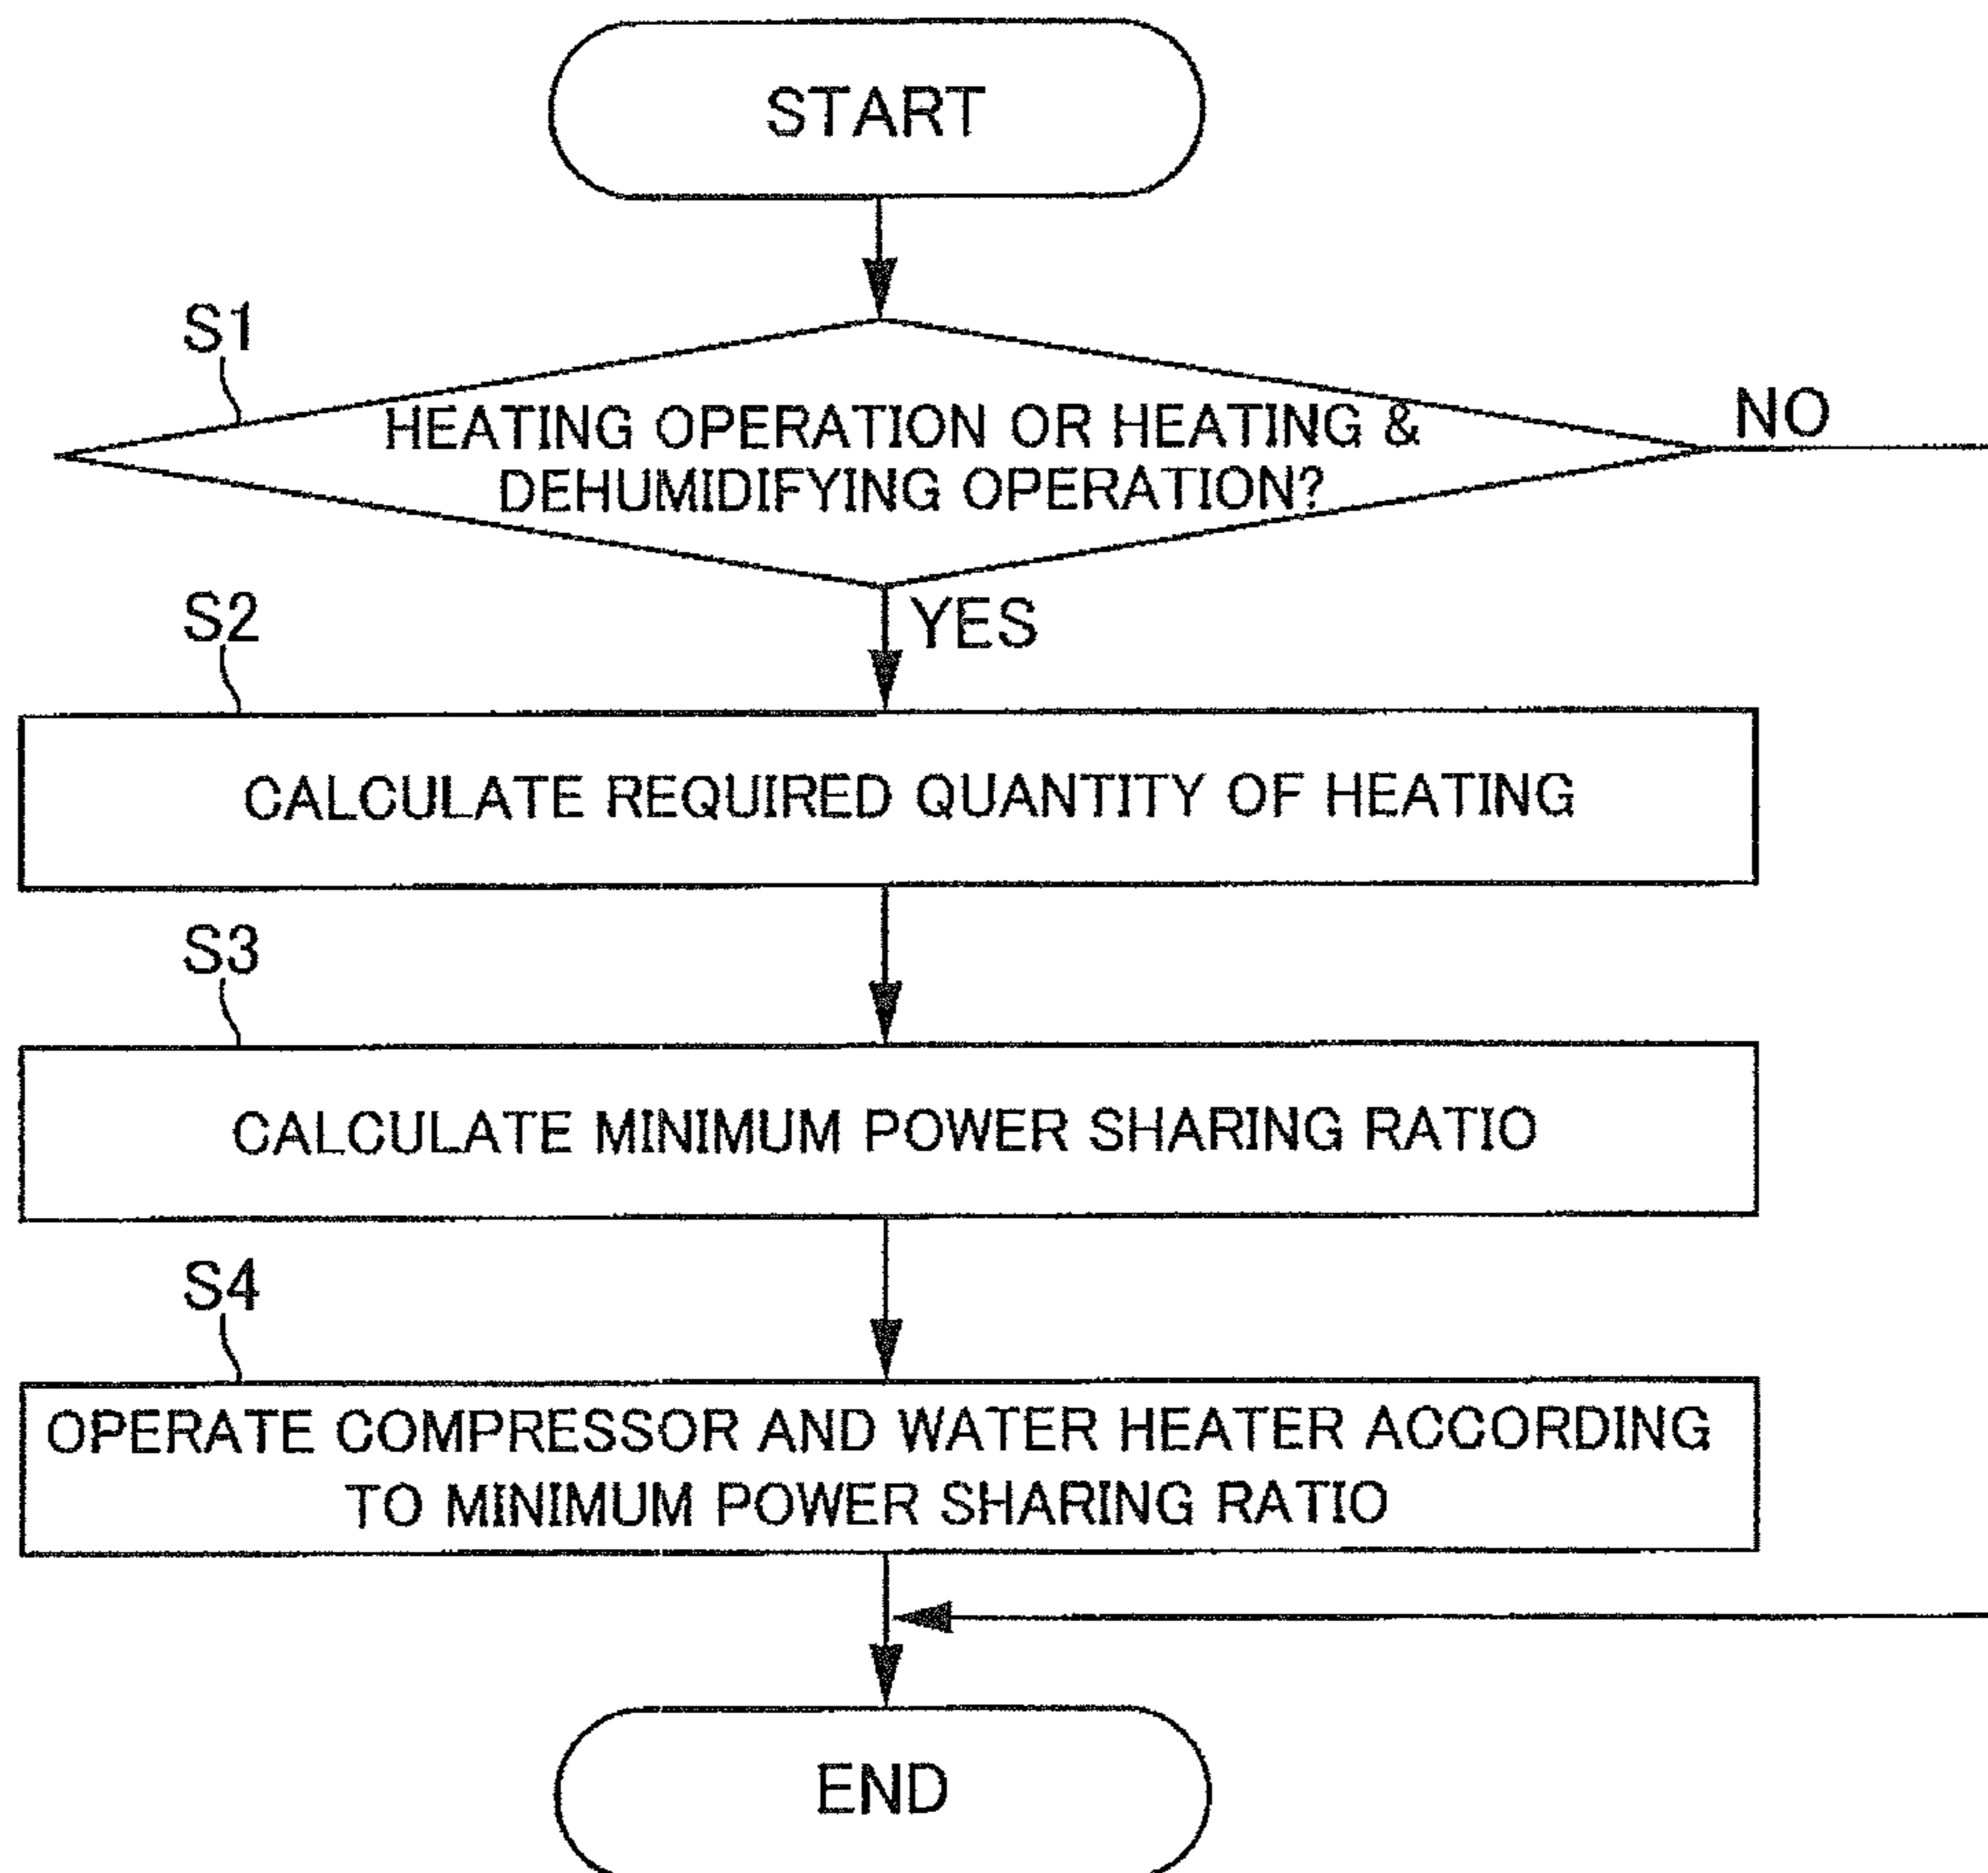 START
S1
HEATING OPERATION OR HEATING &
DEHUMIDIFYING OPERATION?
NO
YES
S2
CALCULATE REQUIRED QUANTITY OF HEATING
S3
CALCULATE MINIMUM POWER SHARING RATIO
S4
OPERATE COMPRESSOR AND WATER HEATER ACCORDING
TO MINIMUM POWER SHARING RATIO
END